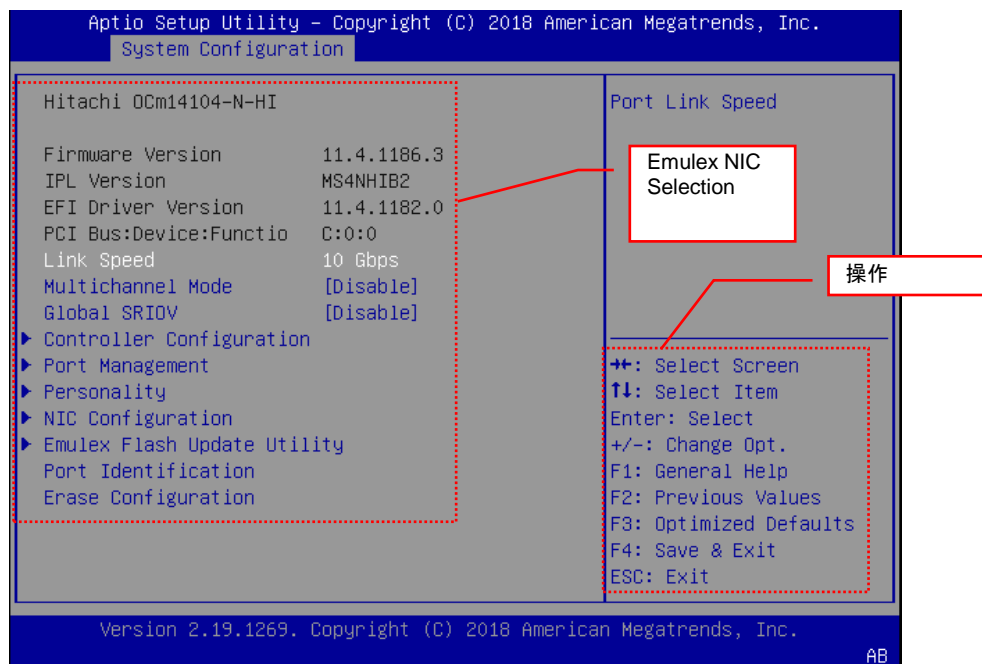 Aptio Setup Utility – Copyright (C) 2018 American Megatrends, Inc.
System Configuration
Hitachi OCm14104-N-HI
Firmware Version 11.4.1186.3
IPL Version MS4NHIB2
EFI Driver Version 11.4.1182.0
PCI Bus:Device:Functio C:0:0
Link Speed 10 Gbps
Multichannel Mode [Disable]
Global SRIOV [Disable]
Controller Configuration
Port Management
Personality
NIC Configuration
Emulex Flash Update Utility
Port Identification
Erase Configuration
Port Link Speed
Emulex NIC
Selection
操作
→←: Select Screen
↑↓: Select Item
Enter: Select
+/-: Change Opt.
F1: General Help
F2: Previous Values
F3: Optimized Defaults
F4: Save & Exit
ESC: Exit
Version 2.19.1269. Copyright (C) 2018 American Megatrends, Inc.
AB